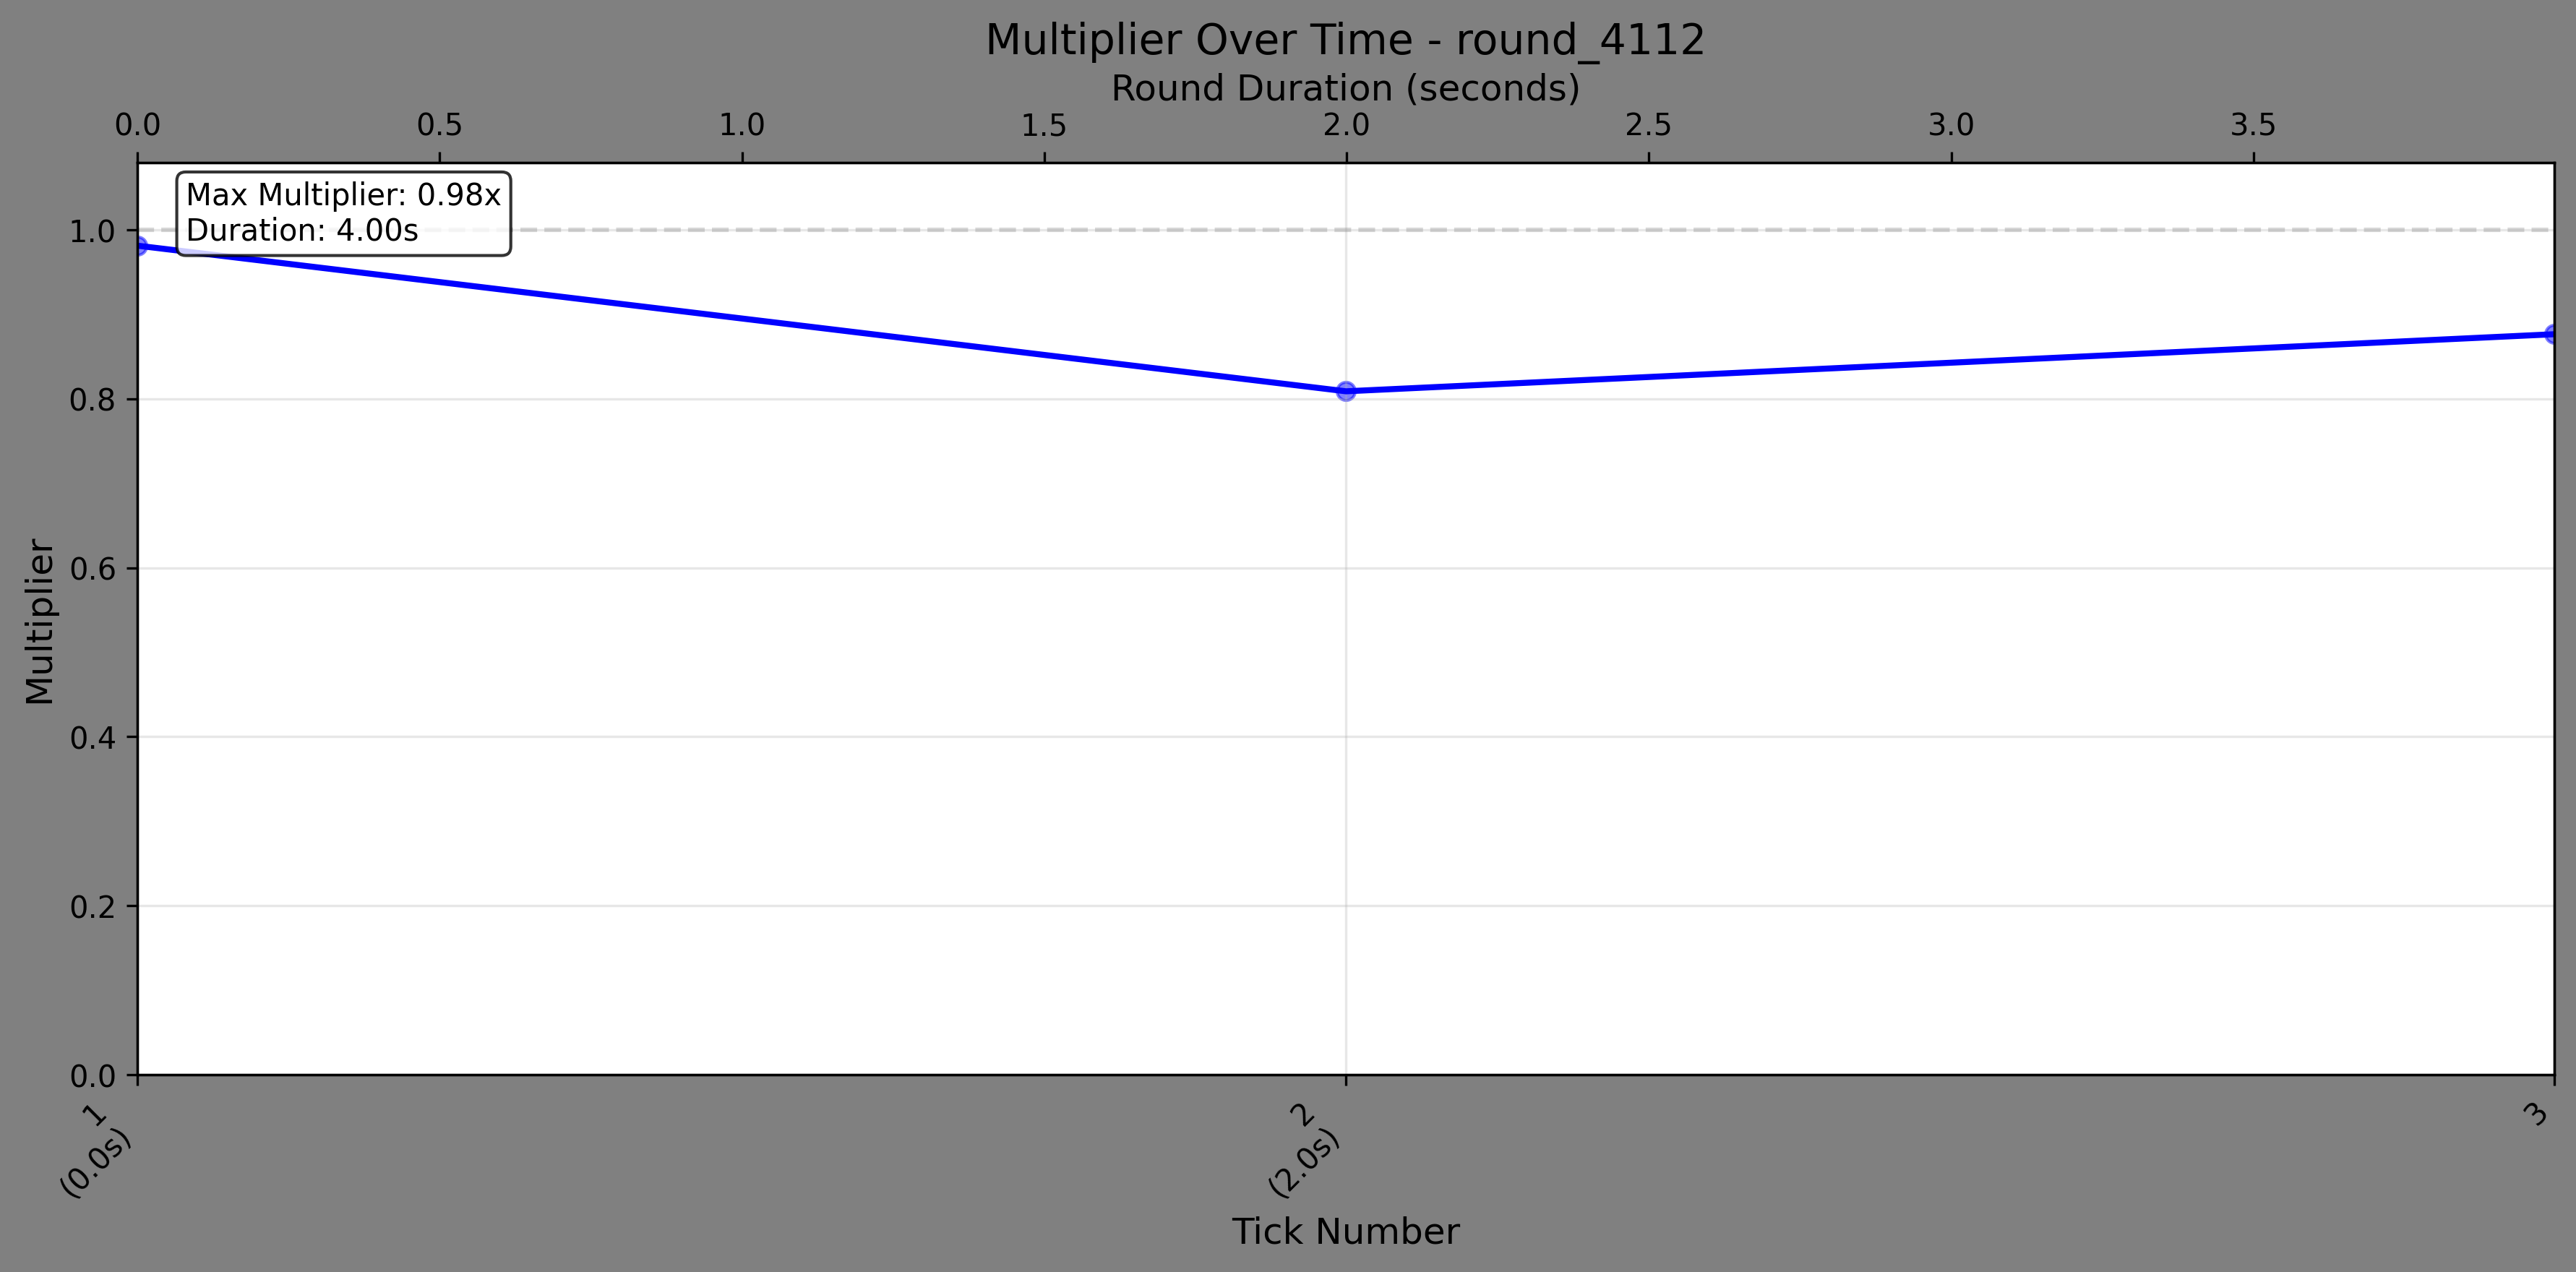 Multiplier Over Time - round_4112
Round Duration (seconds)
0.0 0.5 1.0 1.5 2.0 2.5 3.0 3.5
Max Multiplier: 0.98x
Duration: 4.00s
1.0
0.8
0.6
0.4
0.2
0.0
Multiplier
1
(0.0s)
2
(2.0s)
3
Tick Number